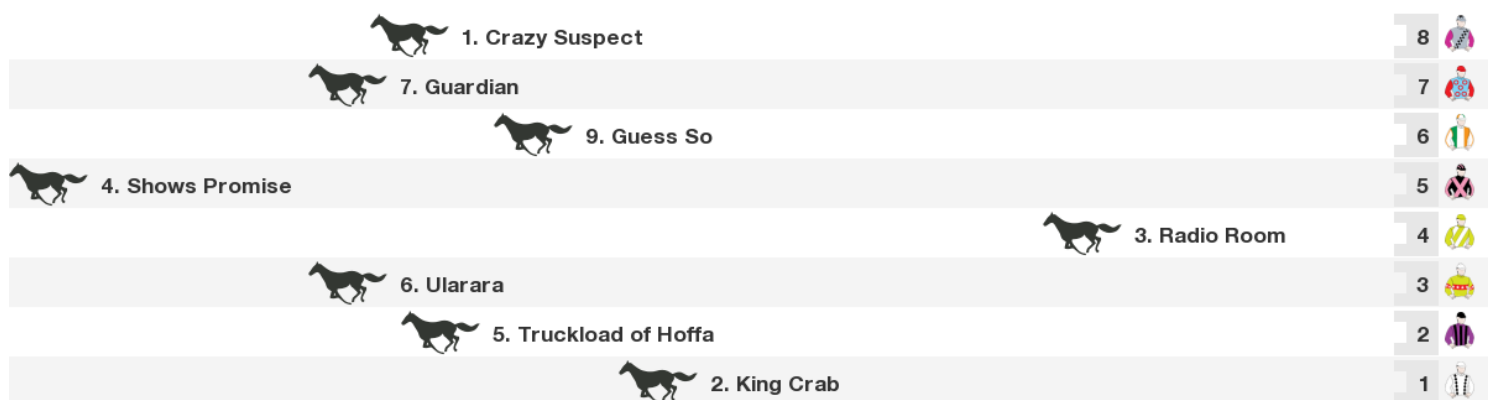 1. Crazy Suspect 8
7. Guardian 7
9. Guess So 6
4. Shows Promise 5
3. Radio Room 4
6. Ularara 3
5. Truckload of Hoffa 2
2. King Crab 1